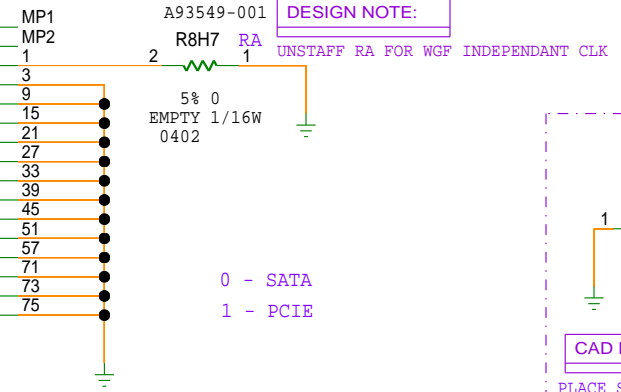 MP1
MP2
1
3
9
15
21
27
33
39
45
51
57
71
73
75
A93549-001
R8H7 RA
2 1
5% 0
EMPTY 1/16W
0402
DESIGN NOTE:
UNSTAFF RA FOR WGF INDEPENDANT CLK
0 - SATA
1 - PCIE
1
CAD
PLACE